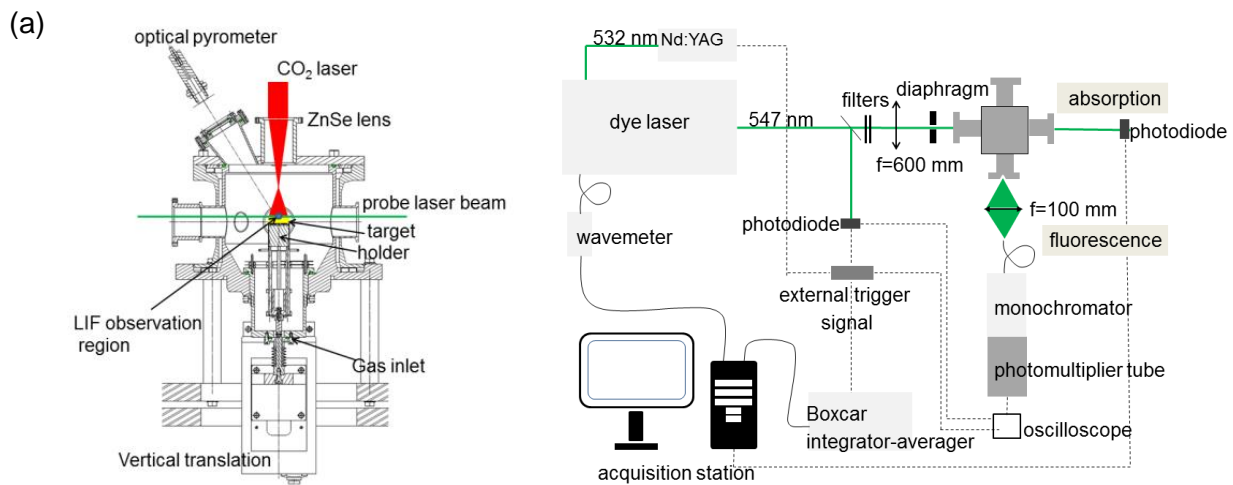 (a)
optical pyrometer
CO₂ laser
ZnSe lens
probe laser beam
target
holder
LIF observation
region
Gas inlet
Vertical translation
532 nm
Nd:YAG
dye laser
547 nm
filters
diaphragm
absorption
photodiode
f=600 mm
f=100 mm
wavemeter
photodiode
fluorescence
external trigger
signal
monochromator
photomultiplier tube
Boxcar
integrator-averager
oscilloscope
acquisition station